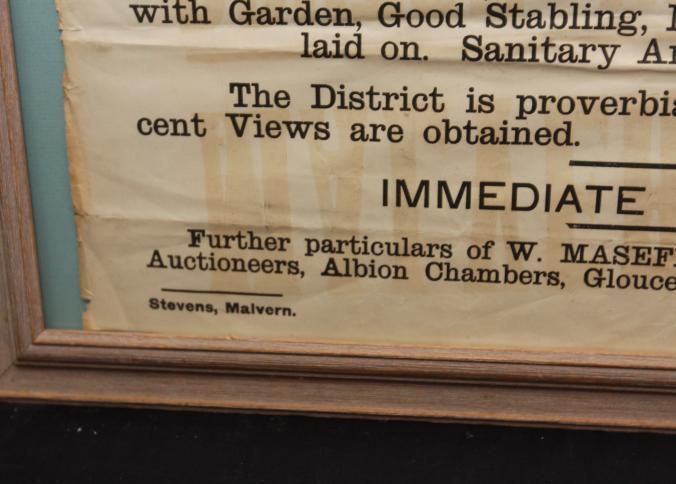 with Garden, Good Stabling,
laid on. Sanitary
The District is
cent Views are obtained.
IMMEDIATE
Further particulars of W.
Auctioneers, Albion Chambers,
Stevens, Malvern.